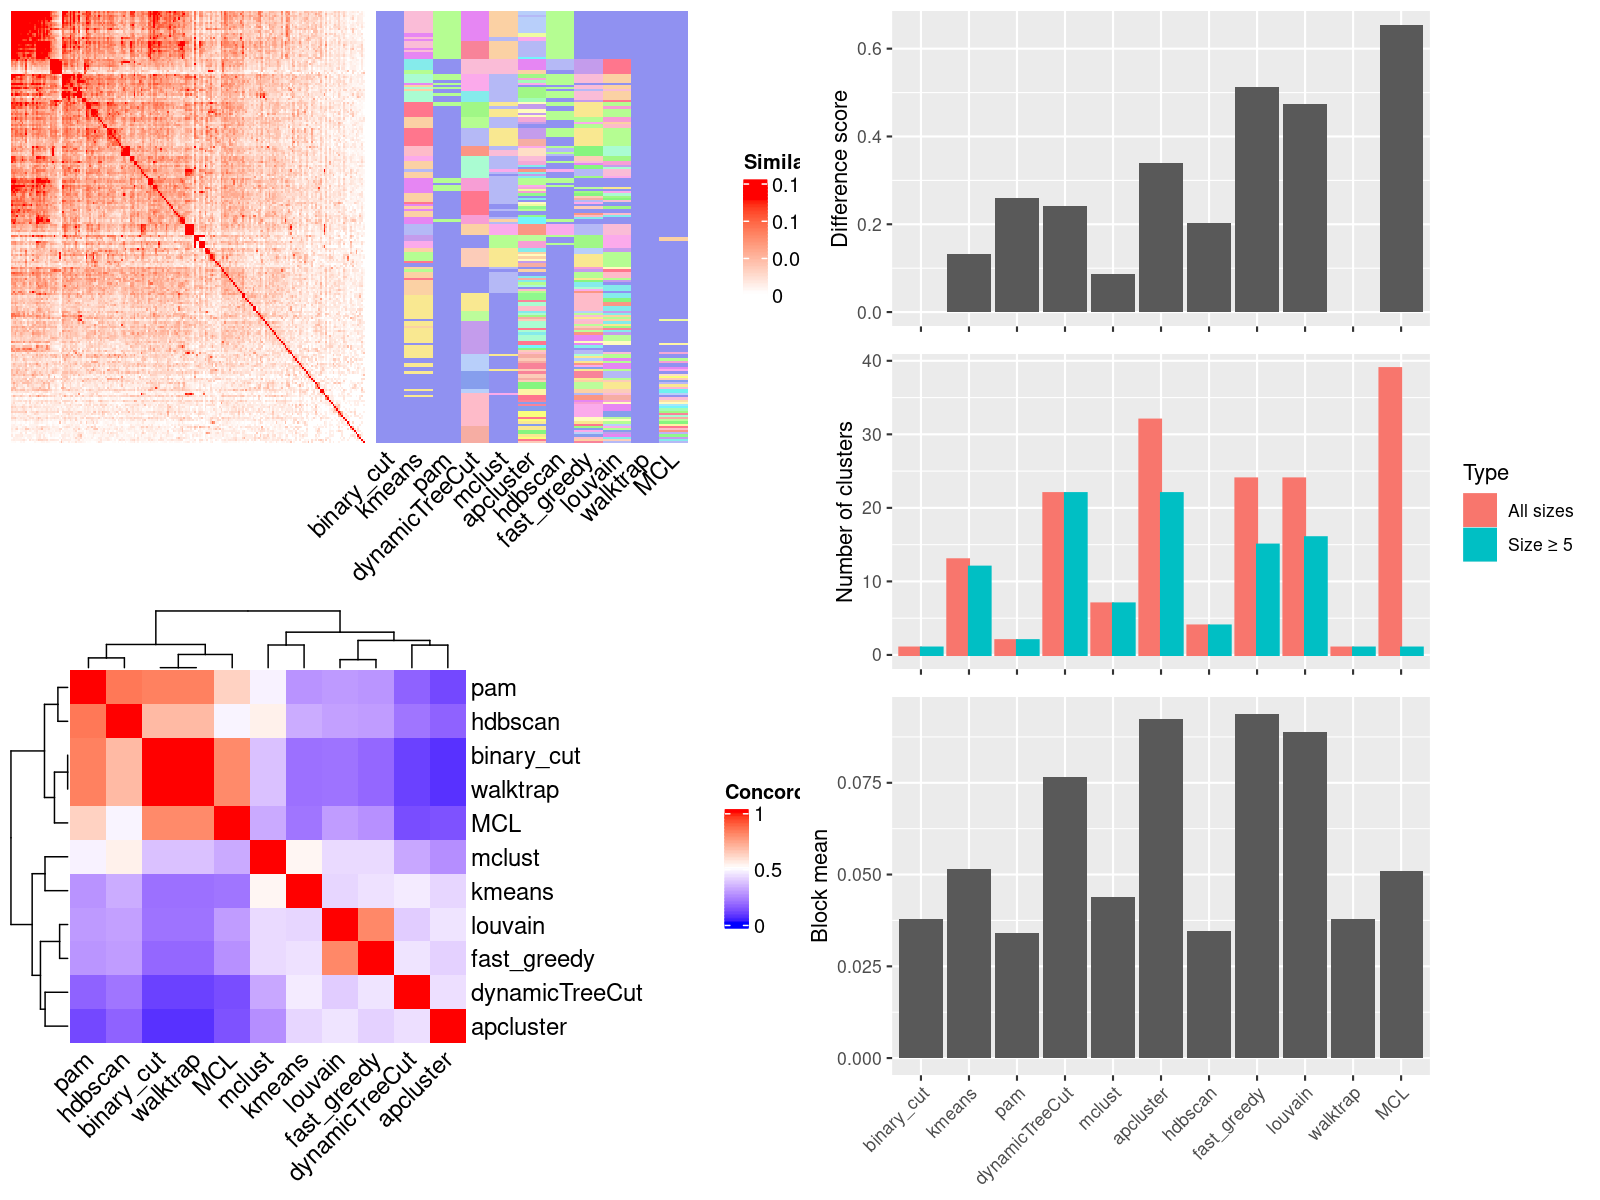 Simila
0.1
0.1
0.0
0
binary_cut
kmeans
pam
dynamicTreeCut
mclust
apcluster
hdbscan
fast_greedy
louvain
walktrap
MCL
pam
hdbscan
binary_cut
walktrap
MCL
mclust
kmeans
louvain
fast_greedy
dynamicTreeCut
apcluster
pam
hdbscan
binary_cut
walktrap
MCL
mclust
kmeans
louvain
fast_greedy
dynamicTreeCut
apcluster
Concord
1
0.5
0
Difference score
0.6
0.4
0.2
0.0
Number of clusters
40
30
20
10
0
Type
All sizes
Size ≥ 5
Block mean
0.075
0.050
0.025
0.000
binary_cut
kmeans
pam
dynamicTreeCut
mclust
apcluster
hdbscan
fast_greedy
louvain
walktrap
MCL